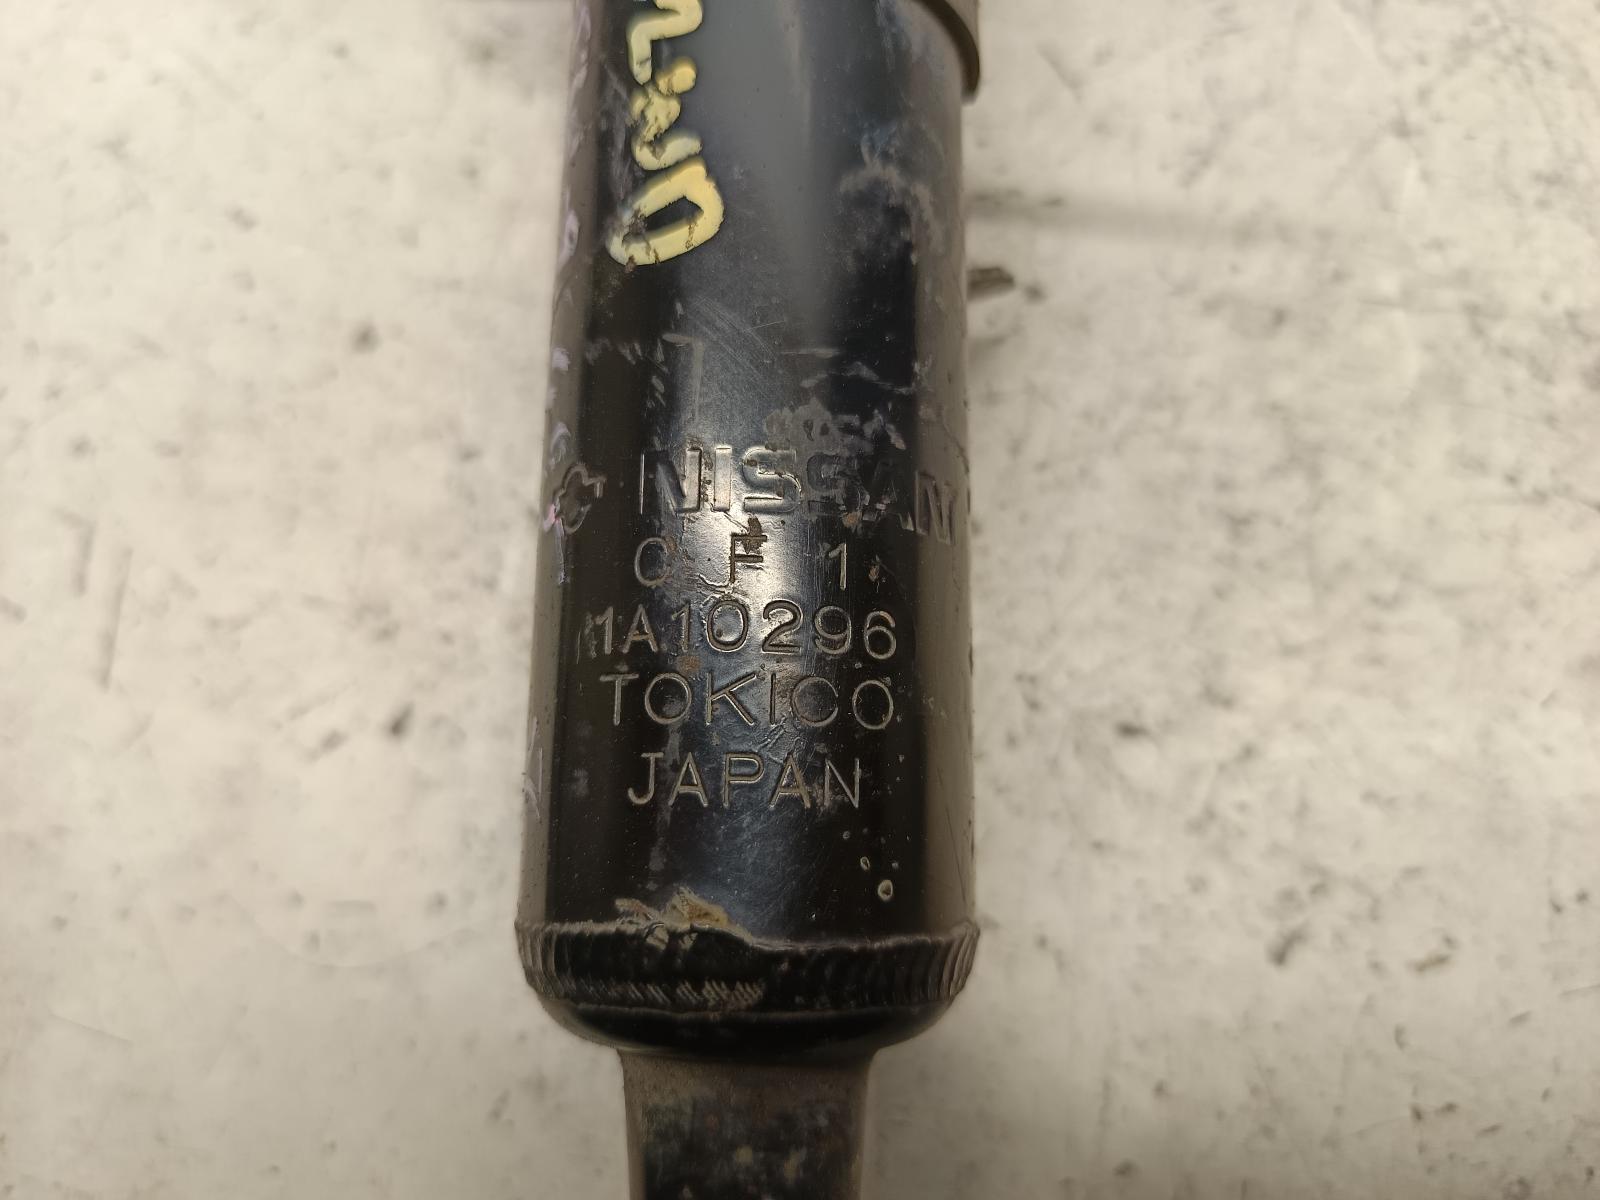 NISSAN
C F 1
1A10296
TOKICO
JAPAN